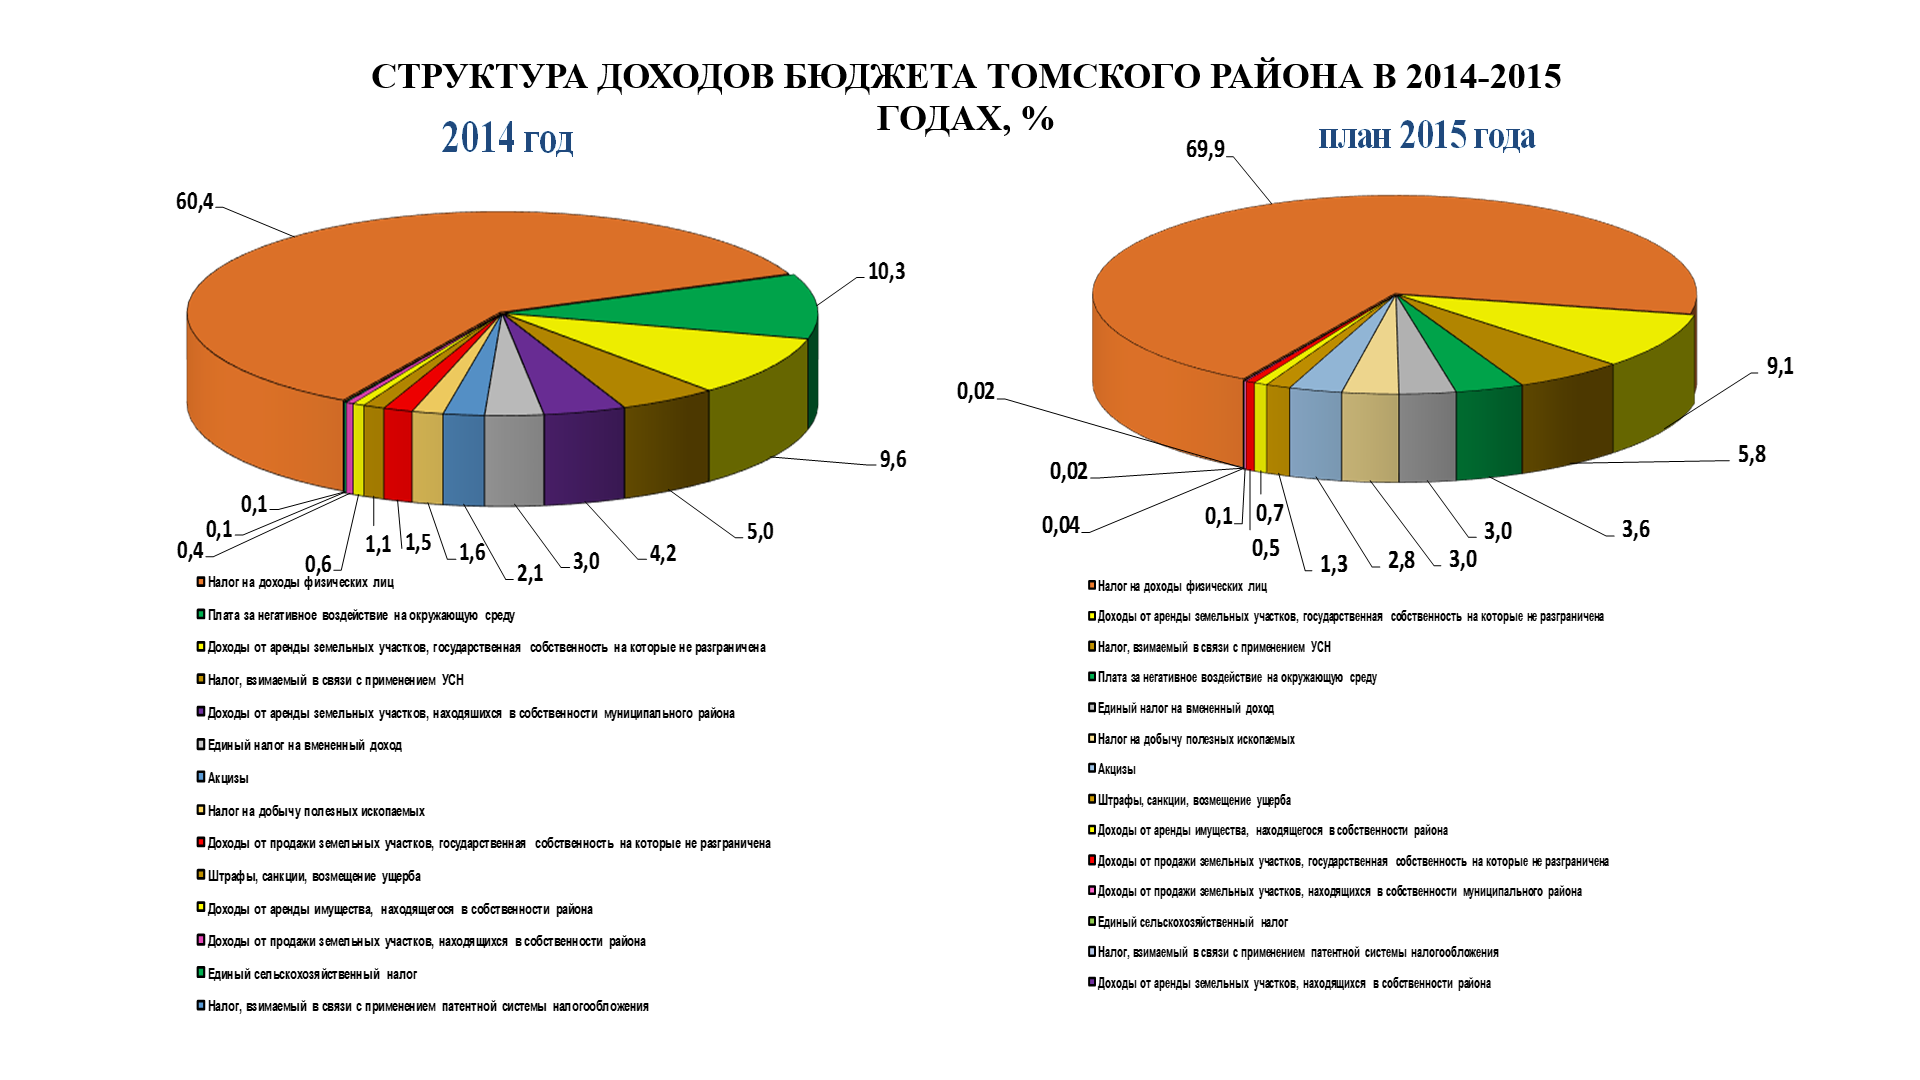 СТРУКТУРА ДОХОДОВ БЮДЖЕТА ТОМСКОГО РАЙОНА В 2014-2015
ГОДАХ, %
2014 год
60,4
10,3
9,6
5,0
4,2
3,0
2,1
1,6
1,5
1,1
0,6
0,4
0,1
0,1
Налог на доходы физических лиц
Плата за негативное воздействие на окружающую среду
Доходы от аренды земельных участков, государственная собственность на которые не разграничена
Налог, взимаемый в связи с применением УСН
Доходы от аренды земельных участков, находяшихся в собственности муниципального района
Единый налог на вмененный доход
Акцизы
Налог на добычу полезных ископаемых
Доходы от продажи земельных участков, государственная собственность на которые не разграничена
Штрафы, санкции, возмещение ущерба
Доходы от аренды имущества, находящегося в собственности района
Доходы от продажи земельных участков, находящихся в собственности района
Единый сельскохозяйственный налог
Налог, взимаемый в связи с применением патентной системы налогообложения
план 2015 года
69,9
9,1
5,8
3,6
3,0
3,0
2,8
1,3
0,7
0,5
0,1
0,04
0,02
0,02
Налог на доходы физических лиц
Доходы от аренды земельных участков, государственная собственность на которые не разграничена
Налог, взимаемый в связи с применением УСН
Плата за негативное воздействие на окружающую среду
Единый налог на вмененный доход
Налог на добычу полезных ископаемых
Акцизы
Штрафы, санкции, возмещение ущерба
Доходы от аренды имущества, находящегося в собственности района
Доходы от продажи земельных участков, государственная собственность на которые не разграничена
Доходы от продажи земельных участков, находящихся в собственности муниципального района
Единый сельскохозяйственный налог
Налог, взимаемый в связи с применением патентной системы налогообложения
Доходы от аренды земельных участков, находящихся в собственности района